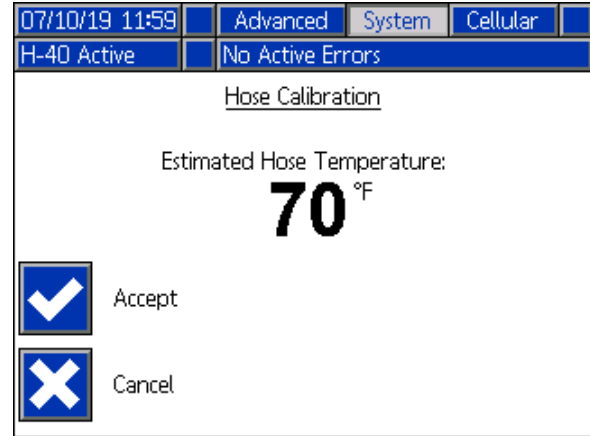 07/10/19 11:59 Advanced System Cellular
H-40 Active No Active Errors
Hose Calibration
Estimated Hose Temperature:
70 °F
Accept
Cancel